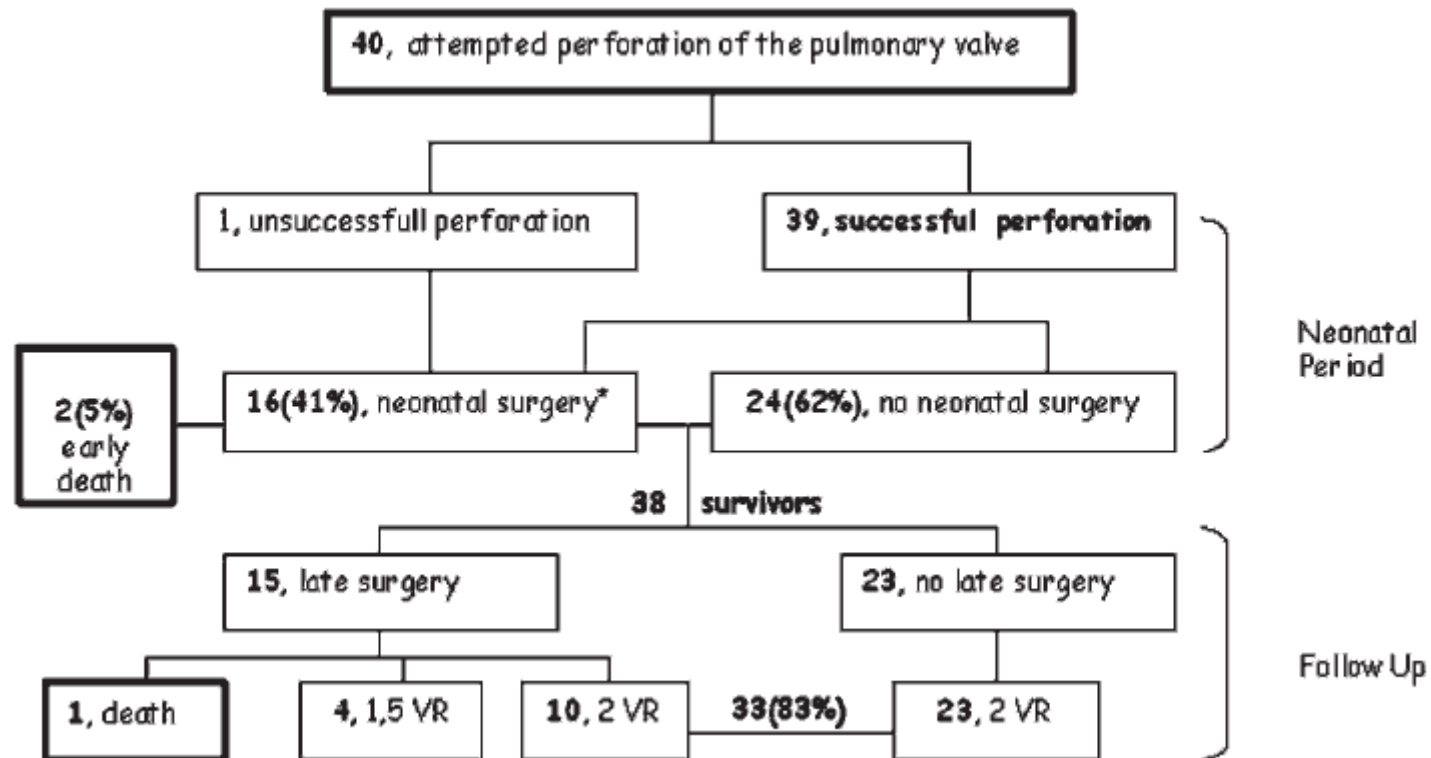 40, attempted perforation of the pulmonary valve
1, unsuccessfull perforation
39, successful perforation
Neonatal
Period
2(5%)
early
death
16(41%), neonatal surgery*
24(62%), no neonatal surgery
38 survivors
15, late surgery
23, no late surgery
Follow Up
1, death
4, 1,5 VR
10, 2 VR
33(83%)
23, 2 VR